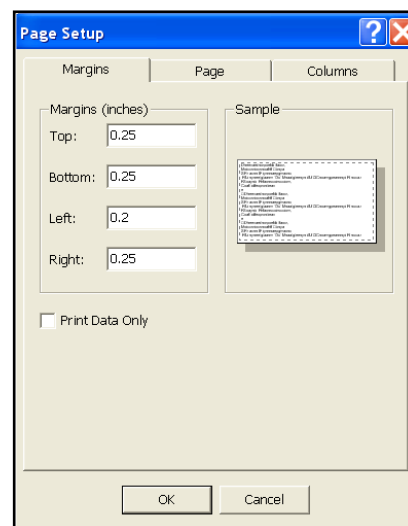 Page Setup
Margins Page Columns
Margins (inches) Sample
Top: 0.25
Bottom: 0.25
Left: 0.2
Right: 0.25
Print Data Only
OK Cancel